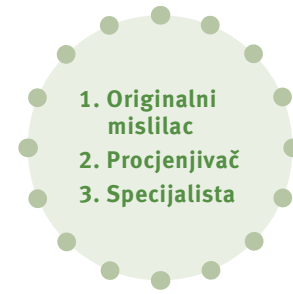 1. Originalni
mislilac
2. Procjenjivač
3. Specijalista